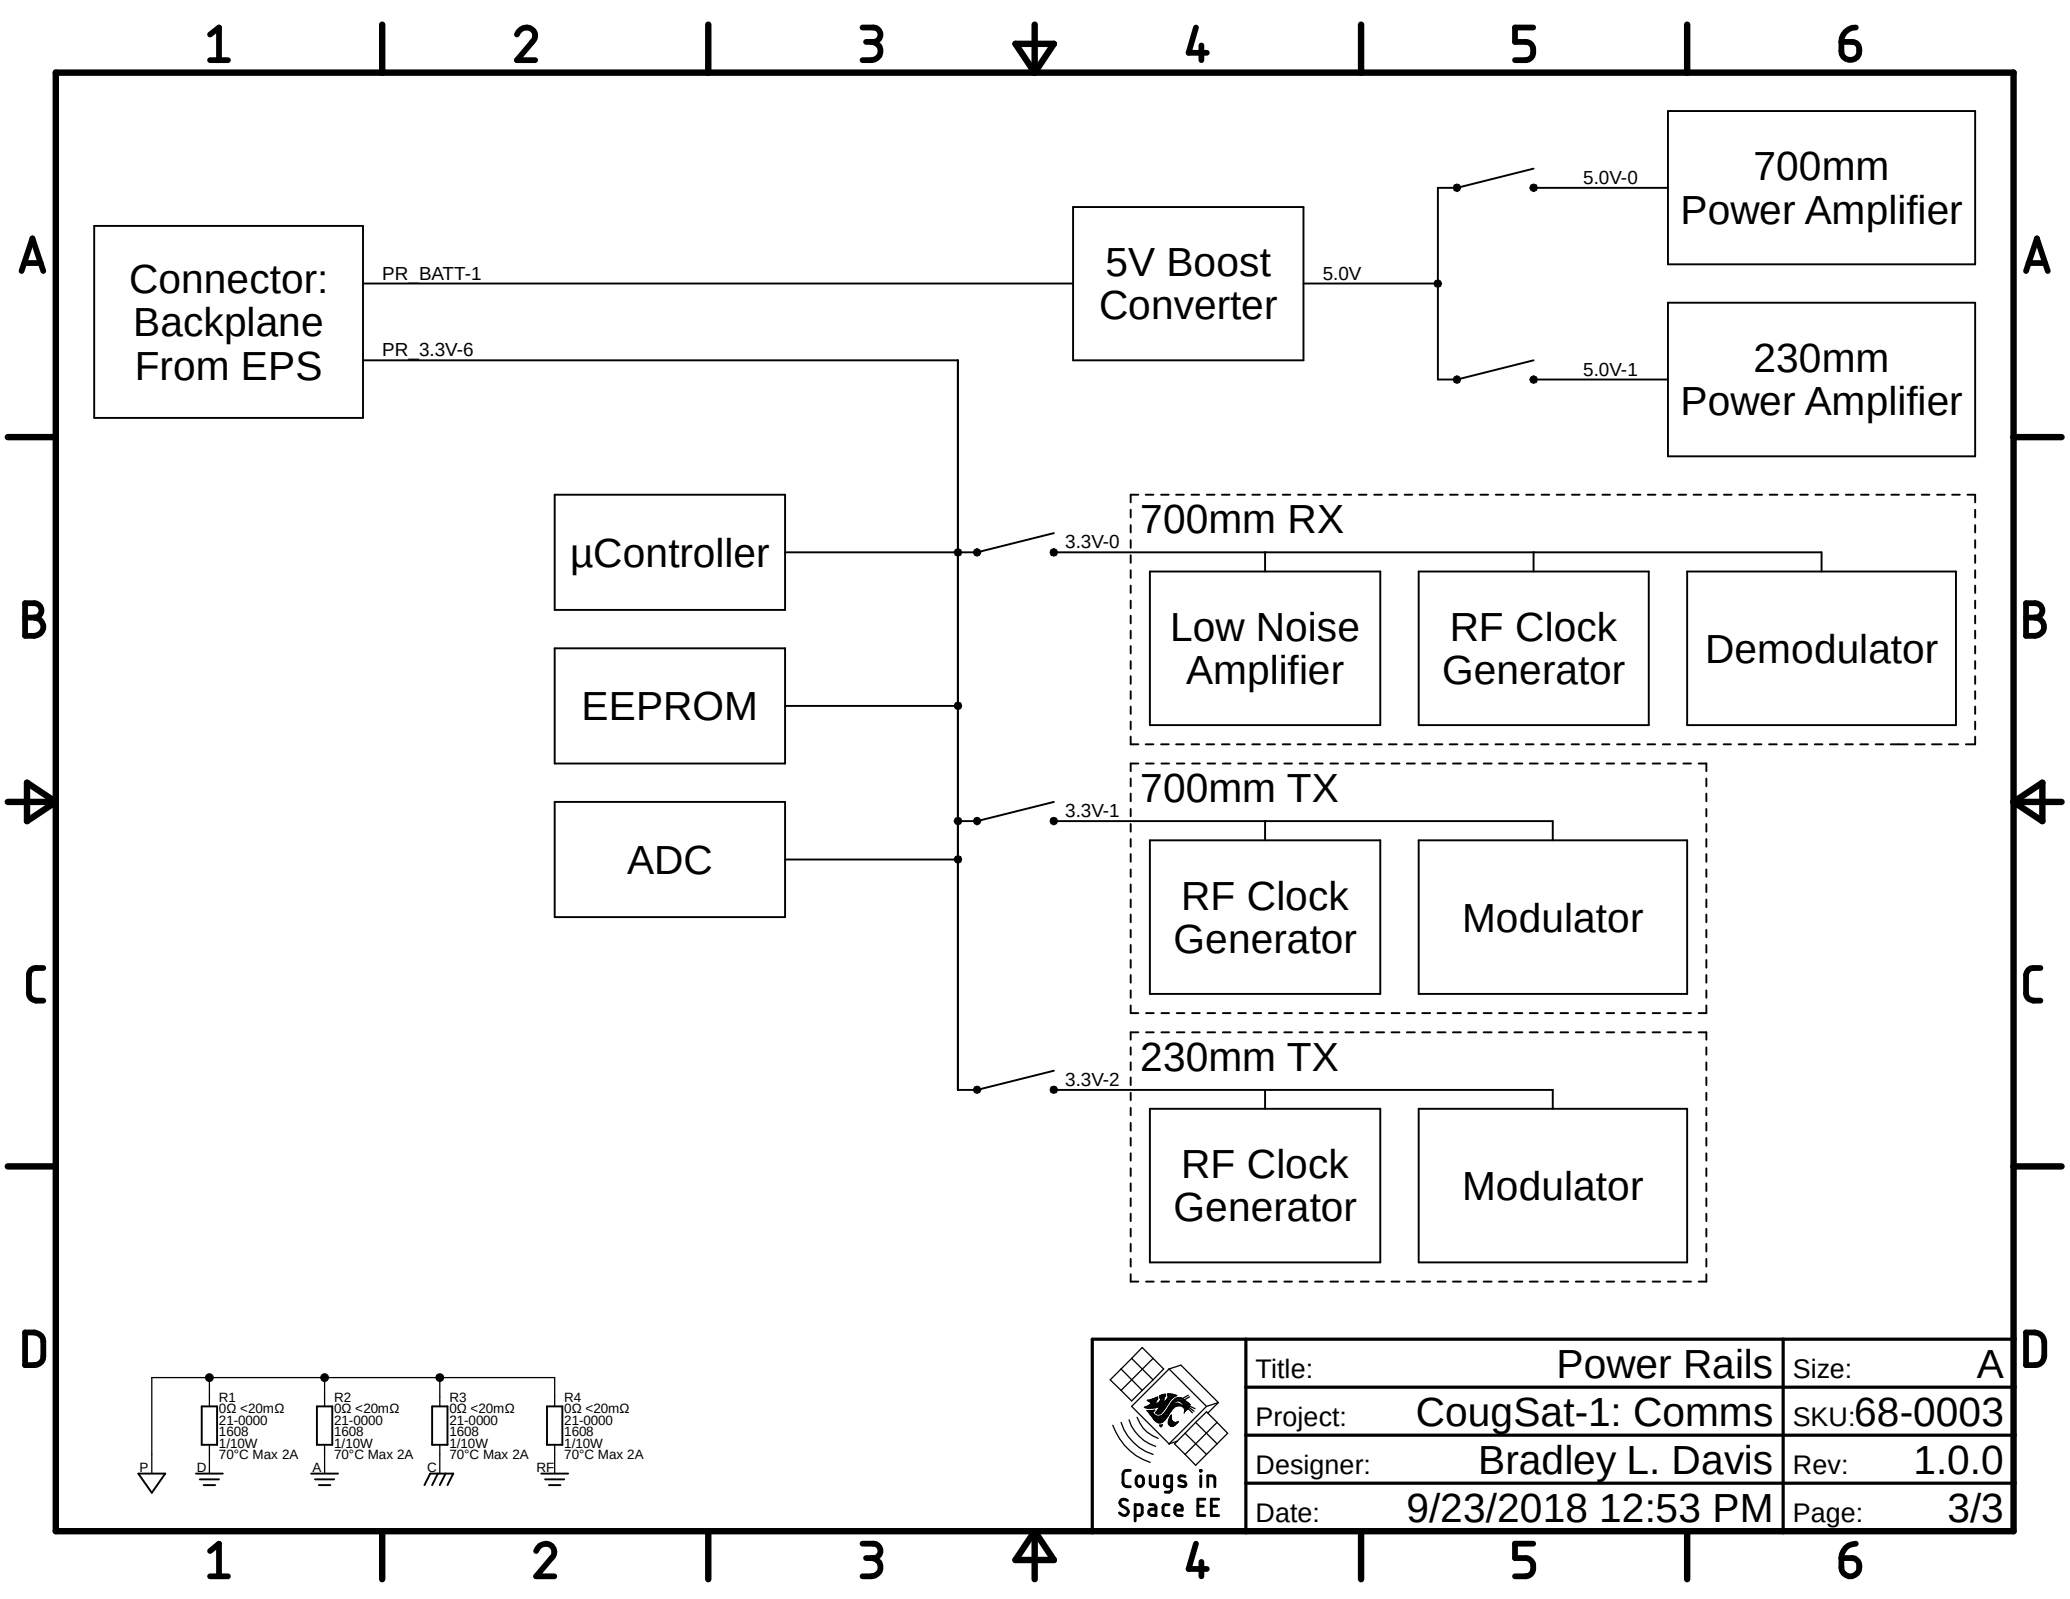 1 2 3 4 5 6
A A
B B
C C
D D
Connector:
Backplane
From EPS
PR_BATT-1
PR_3.3V-6
5V Boost
Converter
5.0V
5.0V-0
700mm
Power Amplifier
5.0V-1
230mm
Power Amplifier
µController
EEPROM
ADC
3.3V-0
700mm RX
Low Noise
Amplifier
RF Clock
Generator
Demodulator
3.3V-1
700mm TX
RF Clock
Generator
Modulator
3.3V-2
230mm TX
RF Clock
Generator
Modulator
P
R1
0Ω <20mΩ
21-0000
1608
1/10W
70°C Max 2A
D
R2
0Ω <20mΩ
21-0000
1608
1/10W
70°C Max 2A
A
R3
0Ω <20mΩ
21-0000
1608
1/10W
70°C Max 2A
C
R4
0Ω <20mΩ
21-0000
1608
1/10W
70°C Max 2A
RF
Cougs in
Space EE
Title: Power Rails Size: A
Project: CougSat-1: Comms SKU:68-0003
Designer: Bradley L. Davis Rev: 1.0.0
Date: 9/23/2018 12:53 PM Page: 3/3
1 2 3 4 5 6